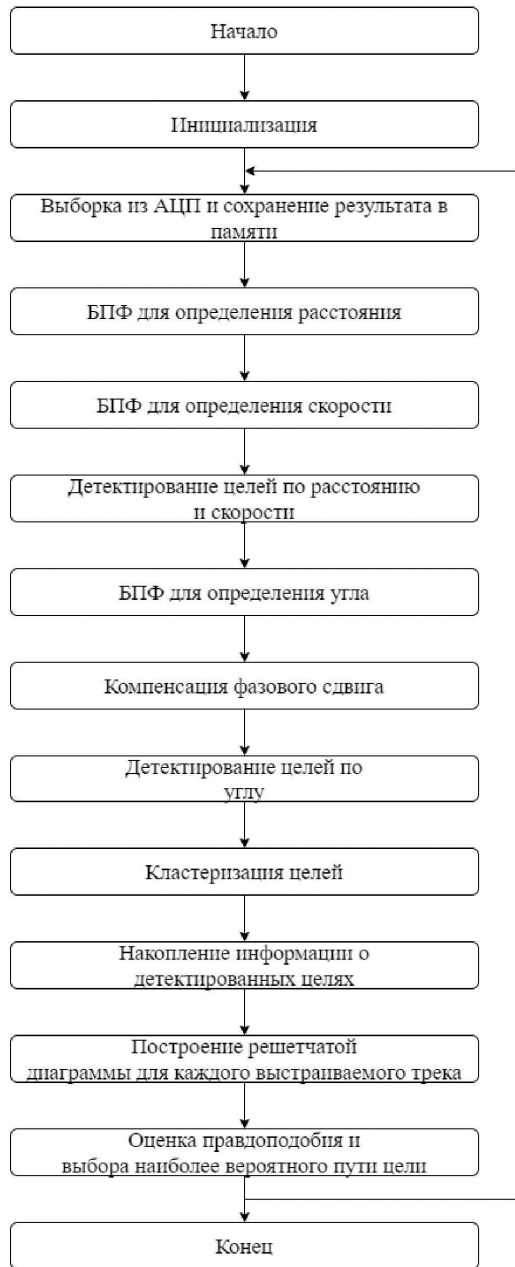 Начало
Инициализация
Выборка из АЦП и сохранение результата в
памяти
БПФ для определения расстояния
БПФ для определения скорости
Детектирование целей по расстоянию
и скорости
БПФ для определения угла
Компенсация фазового сдвига
Детектирование целей по
углу
Кластеризация целей
Накопление информации о
детектированных целях
Построение решетчатой
диаграммы для каждого выстраиваемого трека
Оценка правдоподобия и
выбора наиболее вероятного пути цели
Конец